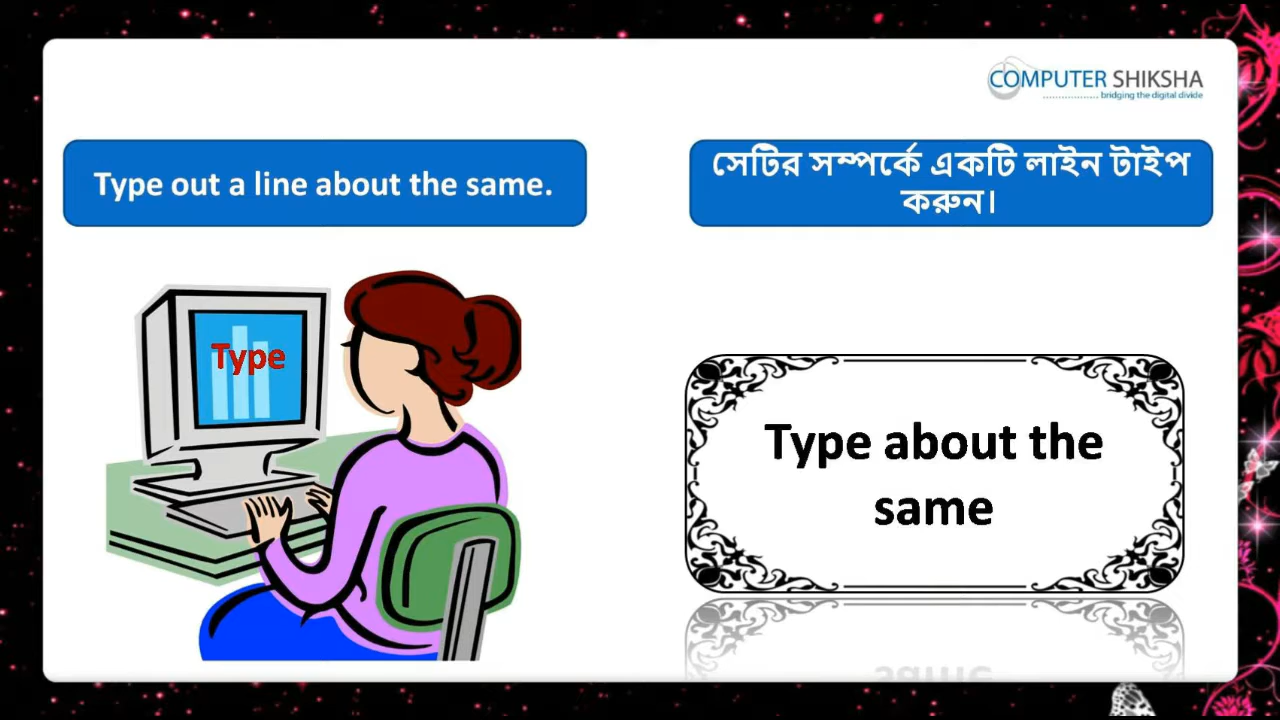 COMPUTER SHIKSHA
bridging the digital divide
Type out a line about the same.
সেটির সম্পর্কে একটি লাইন টাইপ
করুন।
Type
Type about the
same